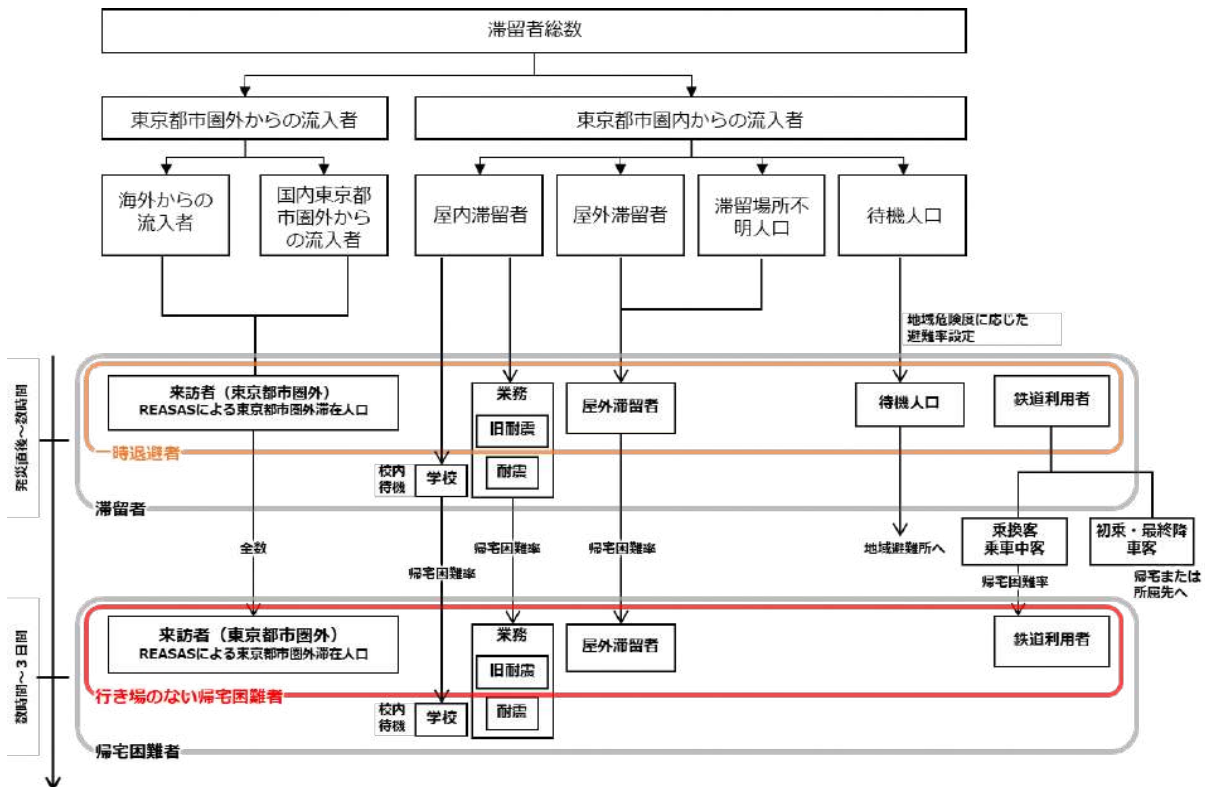 滞留者総数
東京都市圏外からの流入者
東京都市圏内からの流入者
海外からの
流入者
国内東京都
市圏外から
の流入者
屋内滞留者
屋外滞留者
滞留場所不
明人口
待機人口
地域危険度に応じた
避難率設定
発災直後～数時間
来訪者（東京都市圏外）
REASASによる東京都市圏外滞在人口
業務
旧耐震
耐震
屋外滞留者
待機人口
鉄道利用者
一時退避者
校内
待機
学校
滞留者
乗換客
乗車中客
初乗・最終降
車客
全数
帰宅困難率
帰宅困難率
帰宅困難率
地域避難所へ
帰宅困難率
帰宅または
所属先へ
数時間～３日間
来訪者（東京都市圏外）
REASASによる東京都市圏外滞在人口
業務
旧耐震
耐震
屋外滞留者
鉄道利用者
行き場のない帰宅困難者
校内
待機
学校
帰宅困難者